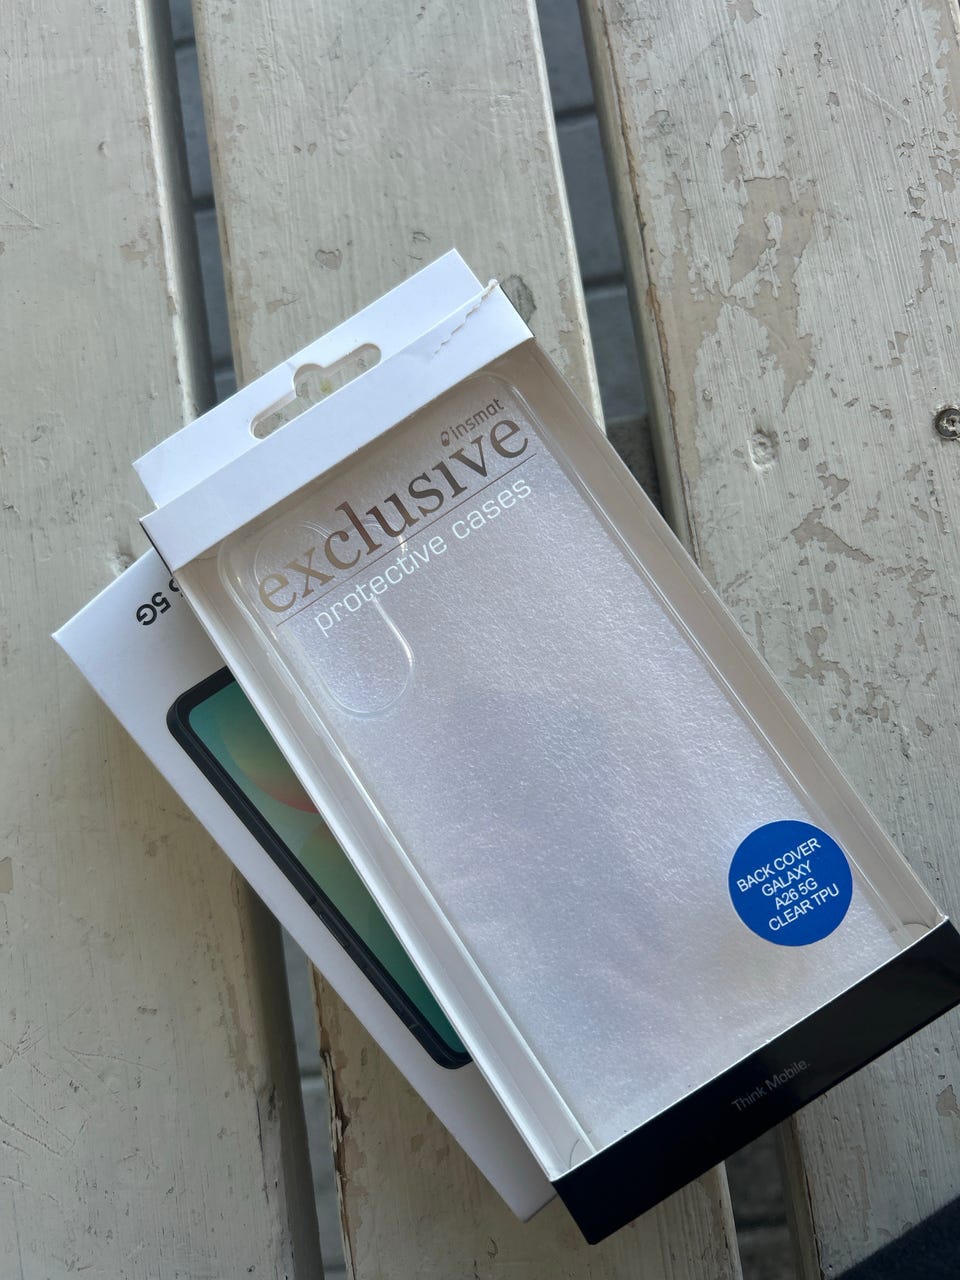 insmat
exclusive
protective cases
BACK COVER
GALAXY
A26 5G
CLEAR TPU
Think Mobile.
5G